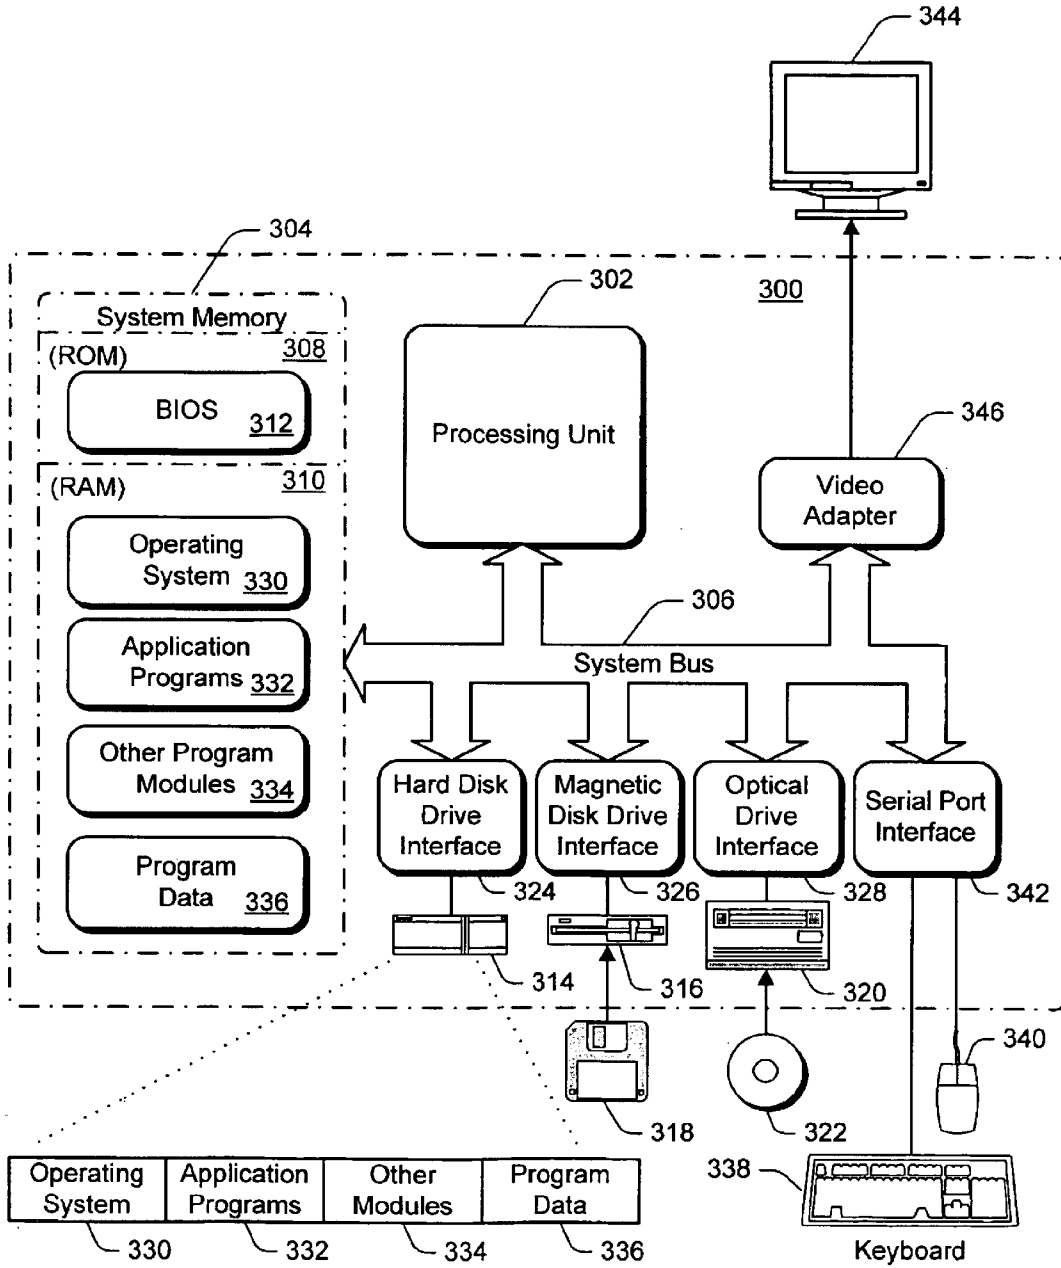 344
304
302
300
System Memory
(ROM)
308
BIOS
312
Processing Unit
346
Video
Adapter
(RAM)
310
Operating
System
330
Application
Programs
332
306
System Bus
Other Program
Modules
334
Program
Data
336
Hard Disk
Drive
Interface
Magnetic
Disk Drive
Interface
Optical
Drive
Interface
Serial Port
Interface
324
326
328
342
314
316
320
318
322
340
338
Keyboard
Operating
System
Application
Programs
Other
Modules
Program
Data
330
332
334
336